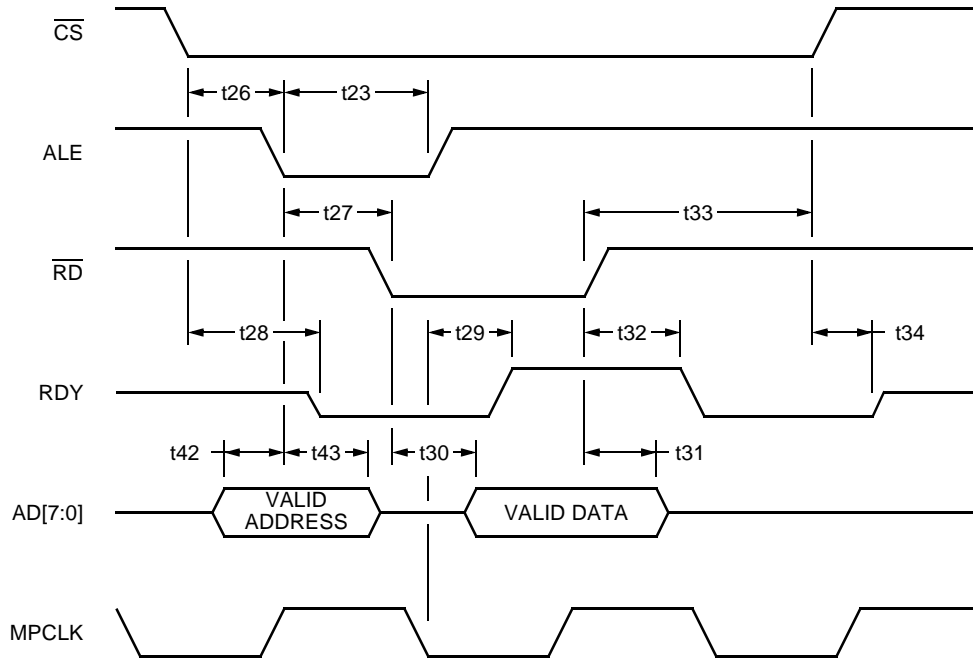 CS
t26
t23
ALE
t27
t33
RD
t28
t29
t32
t34
RDY
t42
t43
t30
t31
AD[7:0]
VALID
ADDRESS
VALID DATA
MPCLK